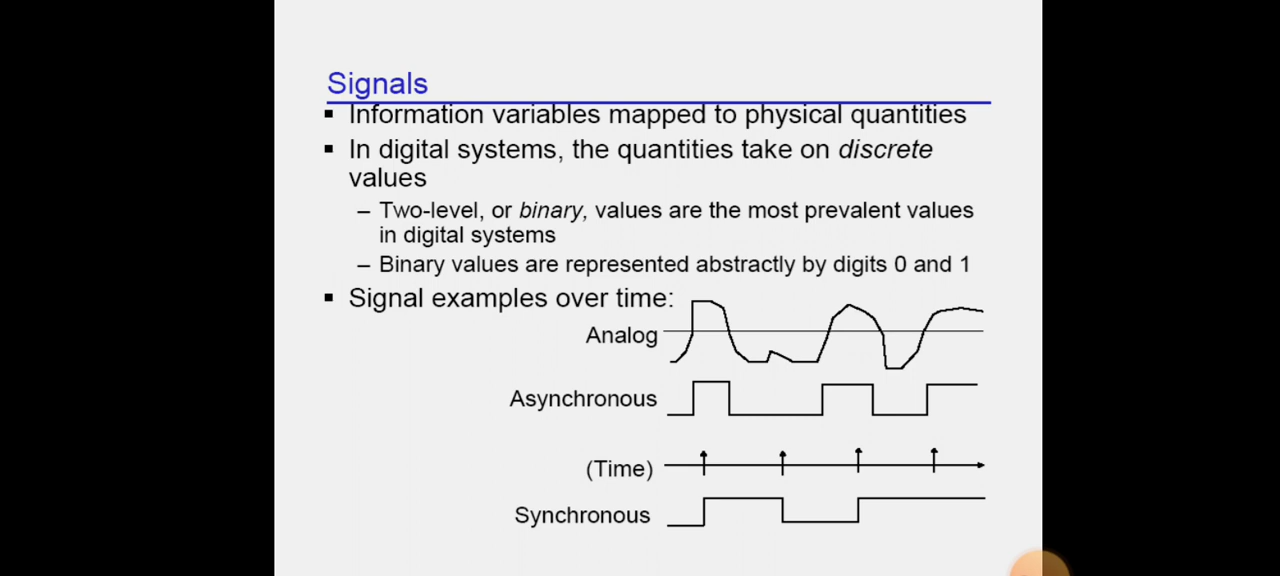 Signals
▪ Information variables mapped to physical quantities
▪ In digital systems, the quantities take on discrete
values
– Two-level, or binary, values are the most prevalent values
in digital systems
– Binary values are represented abstractly by digits 0 and 1
▪ Signal examples over time:
Analog
Asynchronous
(Time)
Synchronous